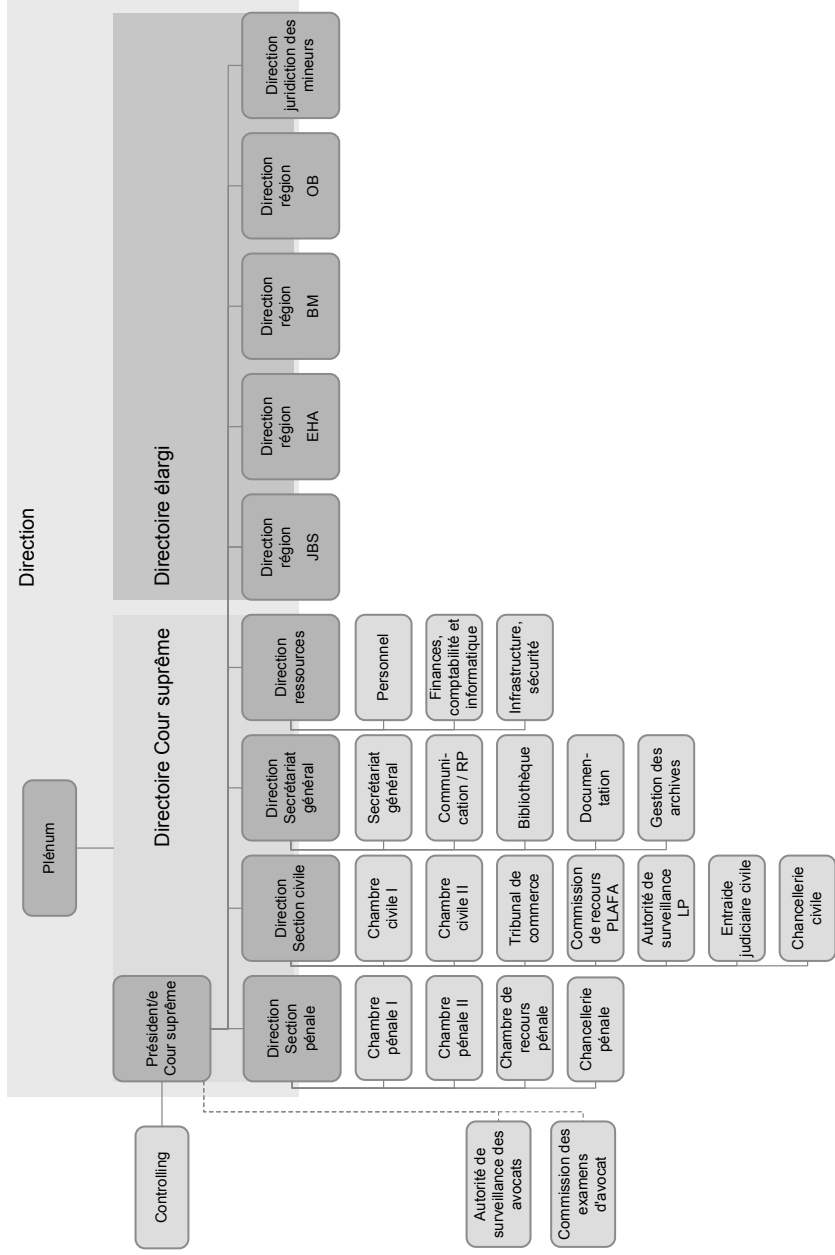 Direction
Plénum
Directoire Cour suprême
Directoire élargi
Président/e
Cour suprême
Controlling
Direction
Section
pénale
Direction
Section civile
Direction
Secrétariat
général
Direction
ressources
Direction
région
JBS
Direction
région
EHA
Direction
région
BM
Direction
région
OB
Direction
juridiction des
mineurs
Chambre
pénale I
Chambre
pénale II
Chambre de
recours
pénale
Chancellerie
pénale
Chambre
civile I
Chambre
civile II
Tribunal de
commerce
Commission
de recours
PLAFA
Autorité de
surveillance
LP
Entraide
judiciaire civile
Chancellerie
civile
Secrétariat
général
Communi-
cation / RP
Bibliothèque
Documen-
tation
Gestion des
archives
Personnel
Finances,
comptabilité et
informatique
Infrastructure,
sécurité
Autorité de
surveillance des
avocats
Commission des
examens
d'avocat